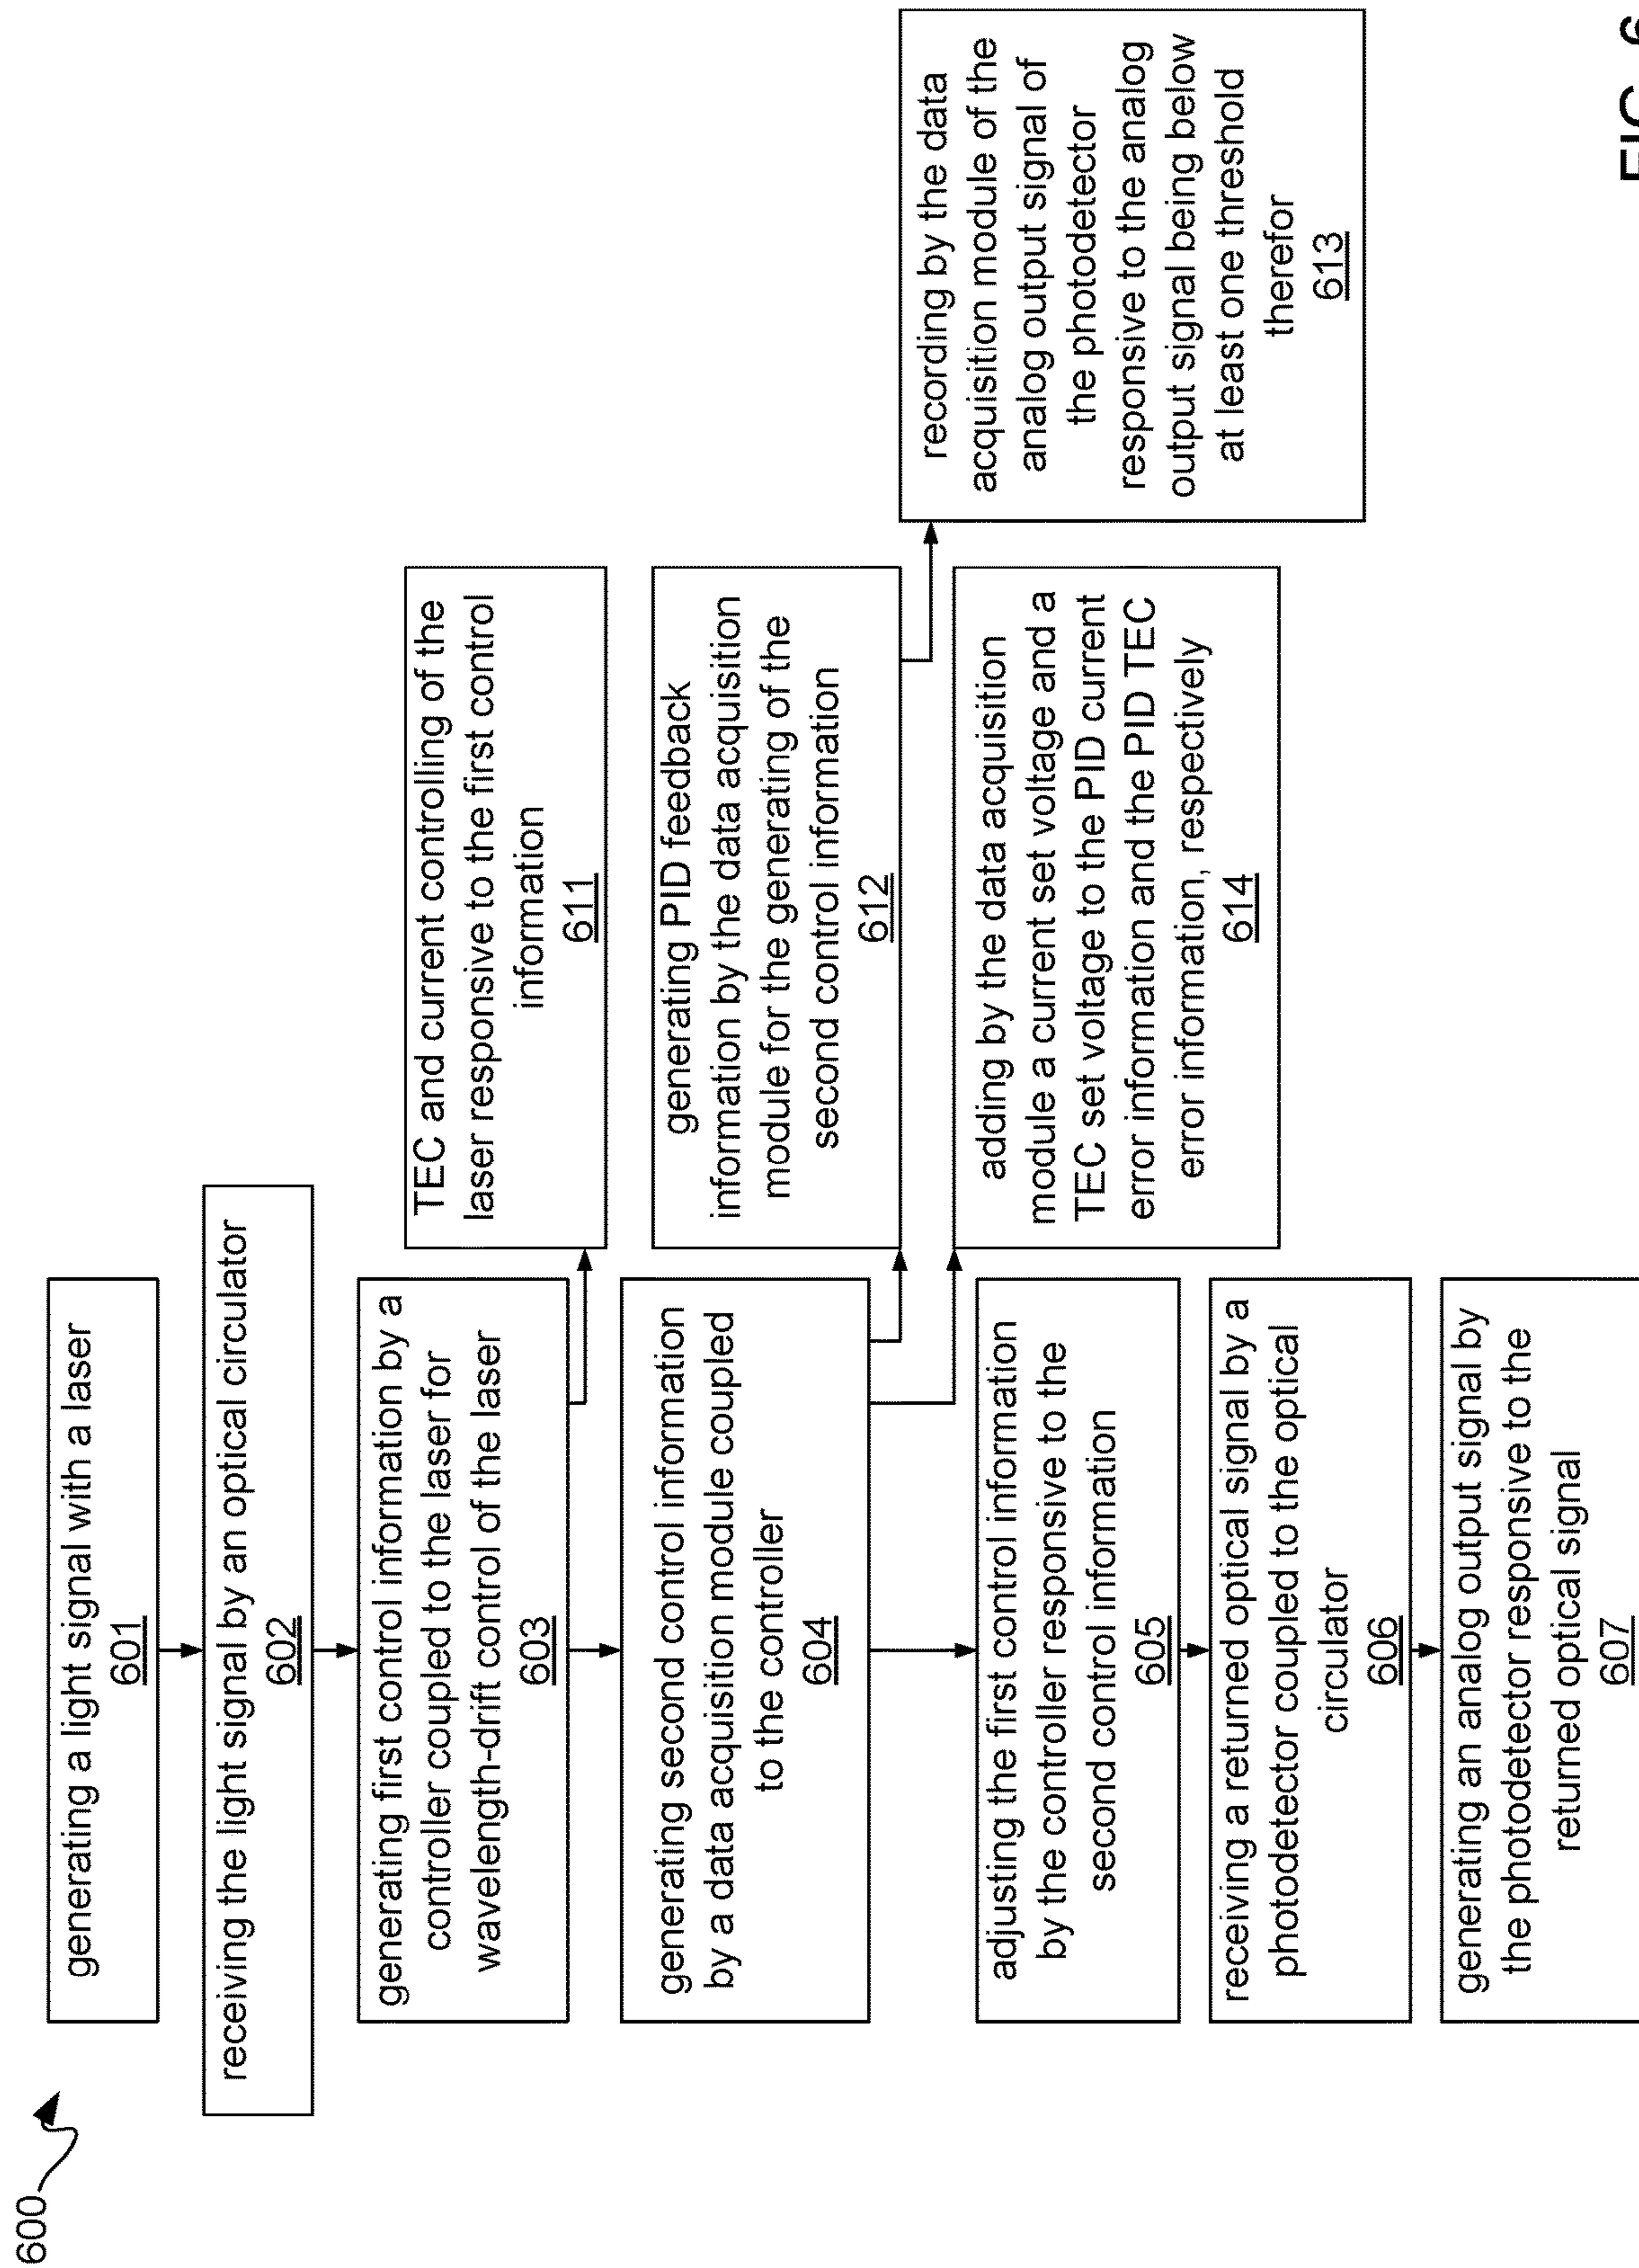 600
generating a light signal with a laser
601
receiving the light signal by an optical circulator
602
generating first control information by a
controller coupled to the laser for
wavelength-drift control of the laser
603
TEC and current controlling of the
laser responsive to the first control
information
611
generating second control information
by a data acquisition module coupled
to the controller
604
generating PID feedback
information by the data acquisition
module for the generating of the
second control information
612
recording by the data
acquisition module of the
analog output signal of
the photodetector
responsive to the analog
output signal being below
at least one threshold
therefor
613
adding by the data acquisition
module a current set voltage and a
TEC set voltage to the PID current
error information and the PID TEC
error information, respectively
614
adjusting the first control information
by the controller responsive to the
second control information
605
receiving a returned optical signal by a
photodetector coupled to the optical
circulator
606
generating an analog output signal by
the photodetector responsive to the
returned optical signal
607
FIG. 6